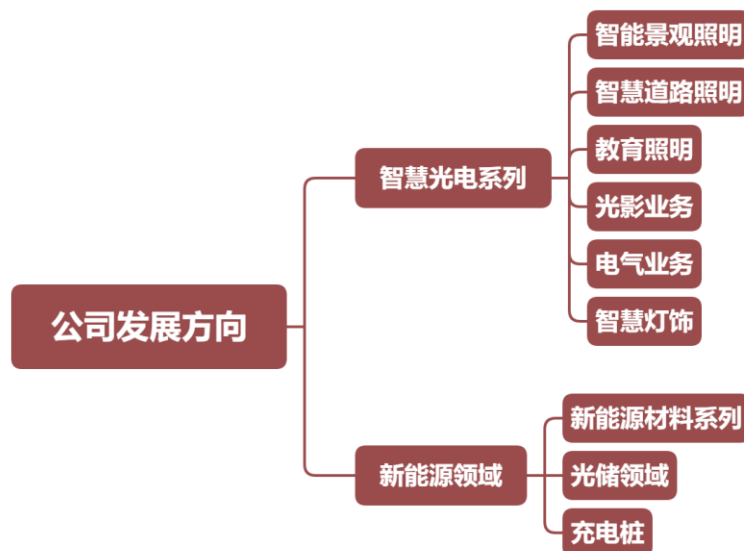 公司发展方向
智慧光电系列
智能景观照明
智慧道路照明
教育照明
光影业务
电气业务
智慧灯饰
新能源领域
新能源材料系列
光储领域
充电桩